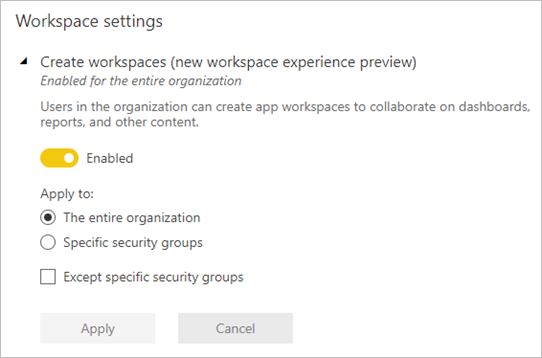 Workspace settings
Create workspaces (new workspace experience preview)
Enabled for the entire organization
Users in the organization can create app workspaces to collaborate on dashboards,
reports, and other content.
Enabled
Apply to:
The entire organization
Specific security groups
Except specific security groups
Apply Cancel